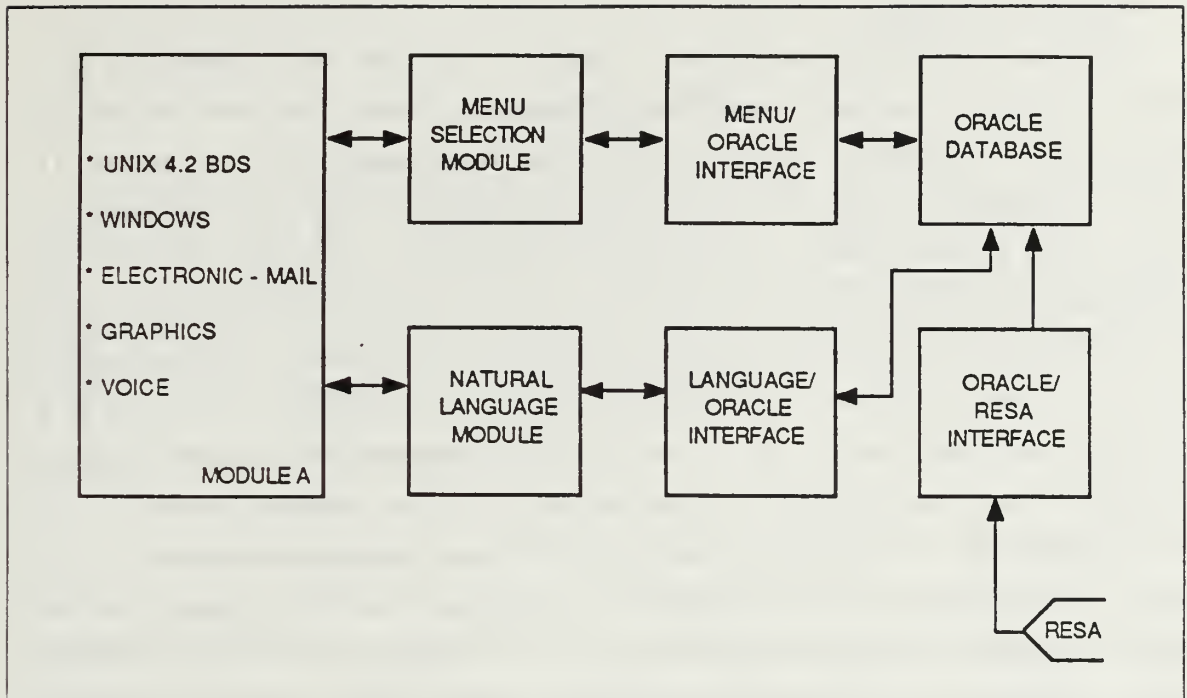 * UNIX 4.2 BDS
* WINDOWS
* ELECTRONIC - MAIL
* GRAPHICS
* VOICE
MODULE A
MENU
SELECTION
MODULE
MENU/
ORACLE
INTERFACE
ORACLE
DATABASE
NATURAL
LANGUAGE
MODULE
LANGUAGE/
ORACLE
INTERFACE
ORACLE/
RESA
INTERFACE
RESA